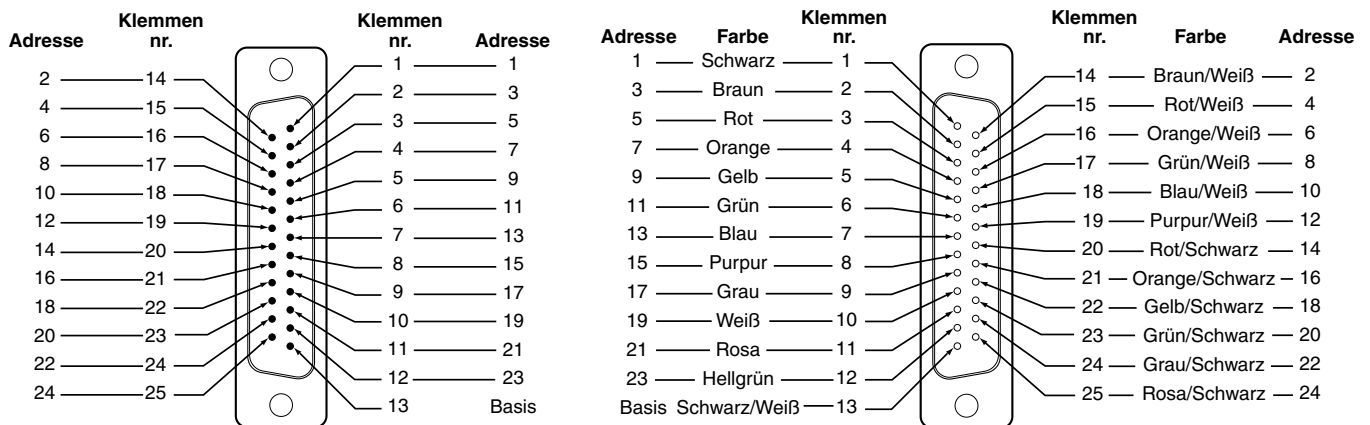 Klemmen Klemmen
Adresse nr. nr. Adresse
1 1
2 14
2 3
4 15
3 5
6 16
4 7
8 17
5 9
10 18
6 11
12 19
7 13
14 20
8 15
16 21
9 17
18 22
10 19
20 23
11 21
22 24
12 23
24 25
13 Basis
Klemmen Klemmen
Adresse Farbe nr. nr. Farbe Adresse
1 Schwarz 1
14 Braun/Weiß 2
3 Braun 2
15 Rot/Weiß 4
5 Rot 3
16 Orange/Weiß 6
7 Orange 4
17 Grün/Weiß 8
9 Gelb 5
18 Blau/Weiß 10
11 Grün 6
19 Purpur/Weiß 12
13 Blau 7
20 Rot/Schwarz 14
15 Purpur 8
21 Orange/Schwarz 16
17 Grau 9
22 Gelb/Schwarz 18
19 Weiß 10
23 Grün/Schwarz 20
21 Rosa 11
24 Grau/Schwarz 22
23 Hellgrün 12
25 Rosa/Schwarz 24
Basis Schwarz/Weiß 13